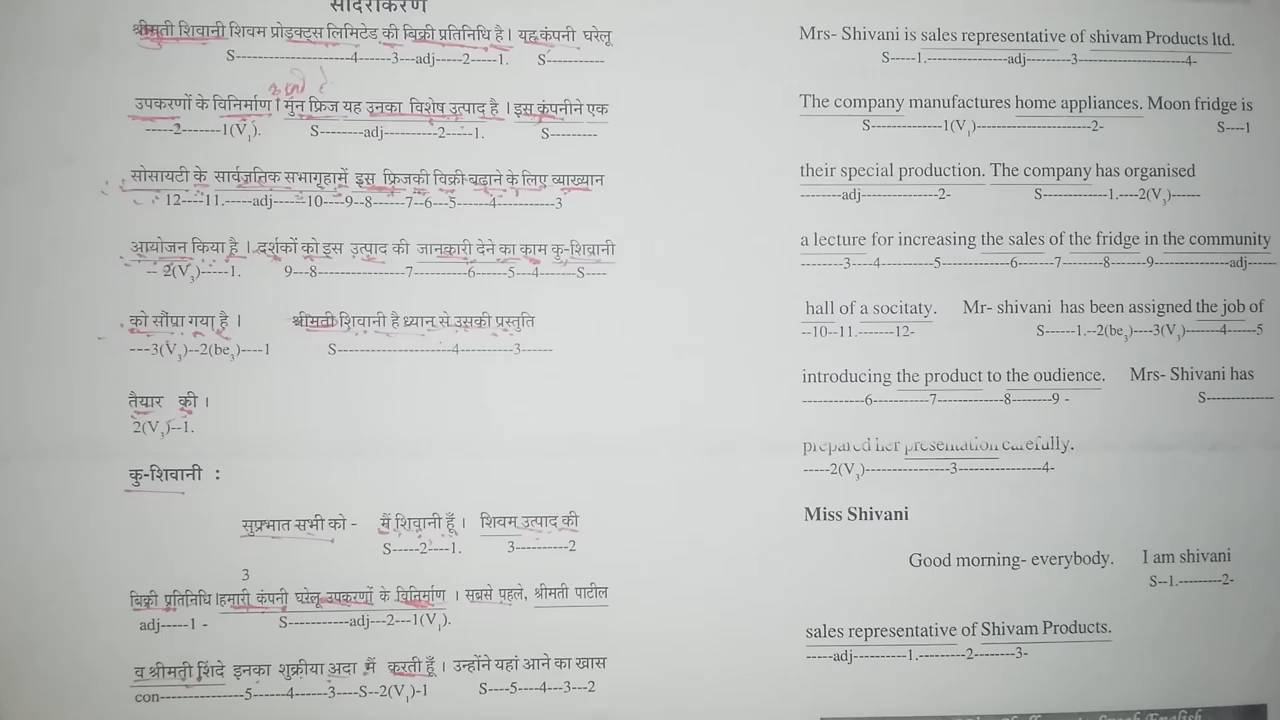 सादरीकरण
श्रीमती शिवानी शिवम प्रोडक्ट्स लिमिटेड की बिक्री प्रतिनिधि है। यह कंपनी घरेलू
S----------------------4------3---adj-----2-----1. S-----------
उपकरणों के विनिर्माण। मुंन फ्रिज यह उनका विशेष उत्पाद है। इस कंपनीने एक
-----2-------1(V1). S--------adj----------2-----1. S---------
सोसायटी के सार्वजतिक सभागृहामें इस फ्रिजकी विक्री-बढ़ाने के लिए व्याख्यान
12----11.-----adj------10---9--8-------7--6---5-------4------------3
आयोजन किया है। दर्शकों को इस उत्पाद की जानकारी देने का काम कु-शिवानी
-- 2(V3)-----1. 9---8------------------7------------6------5---4-------S----
को सौंप्रा गया है। श्रीमती शिवानी है ध्यान से उसकी प्रस्तुति
---3(V3)--2(be3)----1 S-----------------------4-----------3------
तैयार की।
2(V3)--1.
कु-शिवानी :
सुप्रभात सभी को - मैं शिवानी हूँ। शिवम उत्पाद की
S-----2----1. 3----------2
3
बिक्री प्रतिनिधि।हमारी कंपनी घरेलू उपकरणों के विनिर्माण। सबसे पहले, श्रीमती पाटील
adj-----1 - S-----------adj---2---1(V1).
व श्रीमती शिंदे इनका शुक्रीया अदा मैं करती हूँ। उन्होंने यहां आने का खास
con----------------5------4------3----S--2(V1)-1 S----5----4---3---2
Mrs- Shivani is sales representative of shivam Products ltd.
S-----1.--------------adj--------3-----------------4-
The company manufactures home appliances. Moon fridge is
S-------------1(V1)---------------------2- S----1
their special production. The company has organised
-------adj-------------2- S-----------1.----2(V3)------
a lecture for increasing the sales of the fridge in the community
--------3----4----------5-------------6-------7-------8-------9---------------adj----
hall of a socitaty. Mr- shivani has been assigned the job of
--10---11. -------12- S------1.--2(be3)----3(V3)-------4------5
introducing the product to the oudience. Mrs- Shivani has
------------6-----------7-------------8--------9 - S-------------
prepared her presentation carefully.
-----2(V3)----------------3----------------4-
Miss Shivani
Good morning- everybody. I am shivani
S--1.---------2-
sales representative of Shivam Products.
-----adj----------1.---------2--------3-